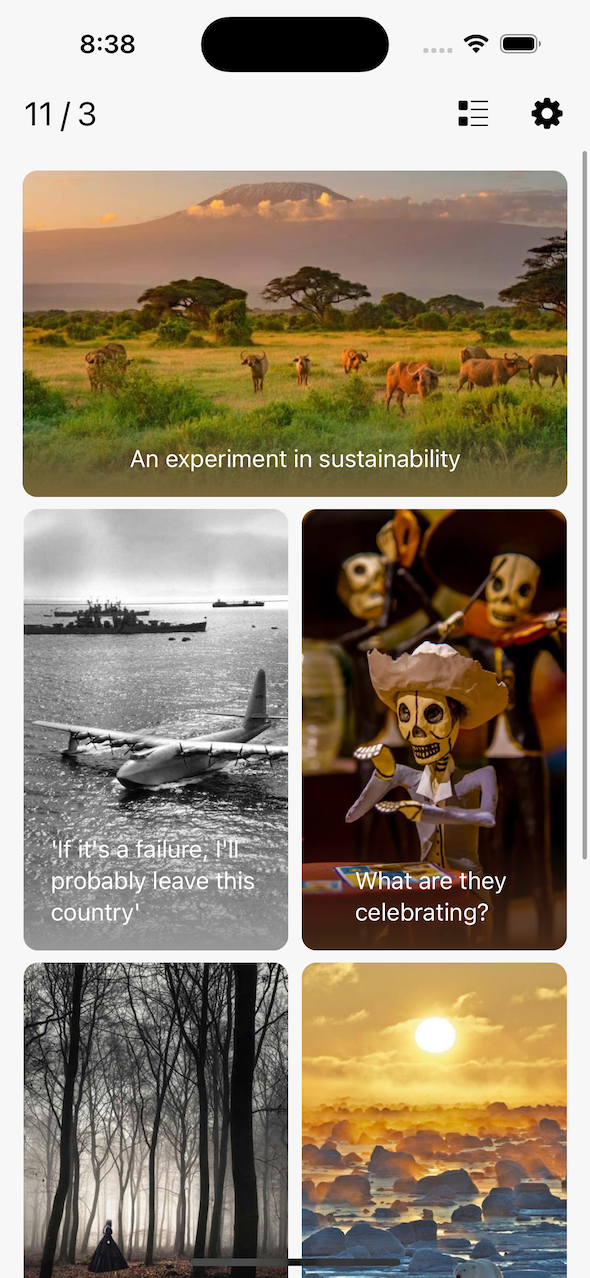 8:38
11 / 3
An experiment in sustainability
'If it's a failure, I'll
probably leave this
country'
What are they
celebrating?